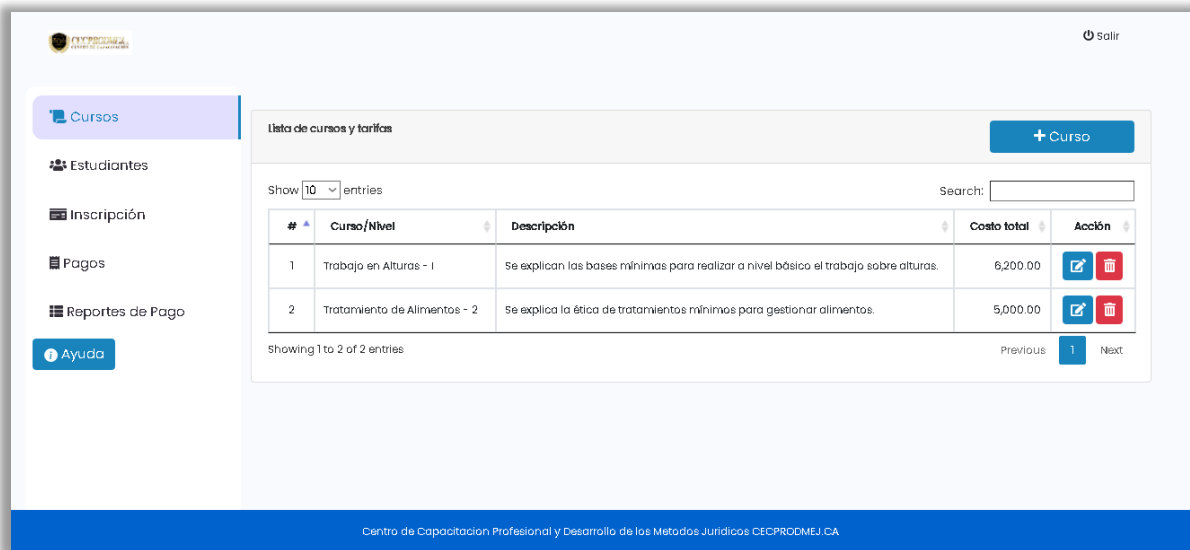 CECPRODMEJ.
CENTRO DE CAPACITACION
Salir
Cursos
Estudiantes
Inscripción
Pagos
Reportes de Pago
Ayuda
Lista de cursos y tarifas
+ Curso
Show 10 entries Search:
# Curso/Nivel Descripción Costo total Acción
1 Trabajo en Alturas - I Se explican las bases mínimas para realizar a nivel básico el trabajo sobre alturas. 6,200.00
2 Tratamiento de Alimentos - 2 Se explica la ética de tratamientos mínimos para gestionar alimentos. 5,000.00
Showing 1 to 2 of 2 entries Previous 1 Next
Centro de Capacitacion Profesional y Desarrollo de los Metodos Juridicos CECPRODMEJ.CA